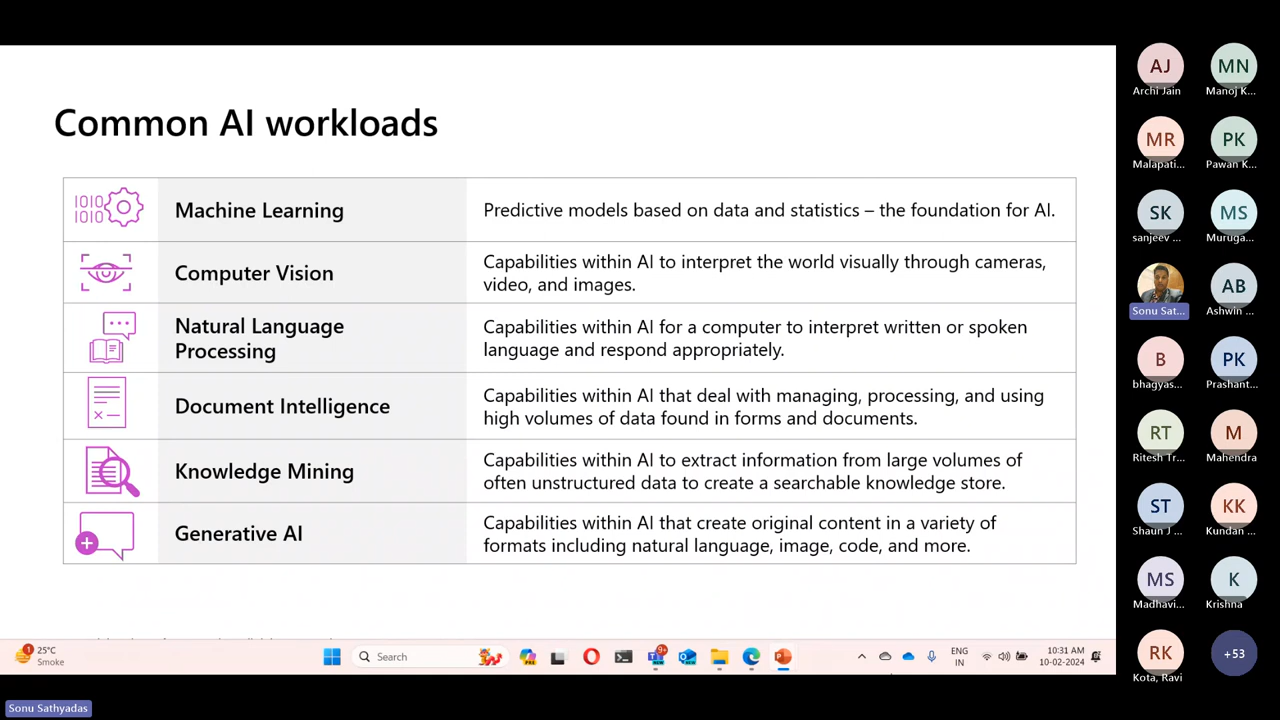 Common AI workloads
1010
1010
Machine Learning
Predictive models based on data and statistics – the foundation for AI.
Computer Vision
Capabilities within AI to interpret the world visually through cameras,
video, and images.
Natural Language
Processing
Capabilities within AI for a computer to interpret written or spoken
language and respond appropriately.
Document Intelligence
Capabilities within AI that deal with managing, processing, and using
high volumes of data found in forms and documents.
Knowledge Mining
Capabilities within AI to extract information from large volumes of
often unstructured data to create a searchable knowledge store.
Generative AI
Capabilities within AI that create original content in a variety of
formats including natural language, image, code, and more.
1
25°C
Smoke
Search
PRE
NEW
9+
NEW
ENG
IN
10:31 AM
10-02-2024
AJ
Archi Jain
MN
Manoj K...
MR
Malapati...
PK
Pawan K...
SK
sanjeev ...
MS
Muruga...
Sonu Sat...
AB
Ashwin ...
B
bhagyas...
PK
Prashant...
RT
Ritesh Tr...
M
Mahendra
ST
Shaun J ...
KK
Kundan ...
MS
Madhavi...
K
Krishna
RK
Kota, Ravi
+53
Sonu Sathyadas